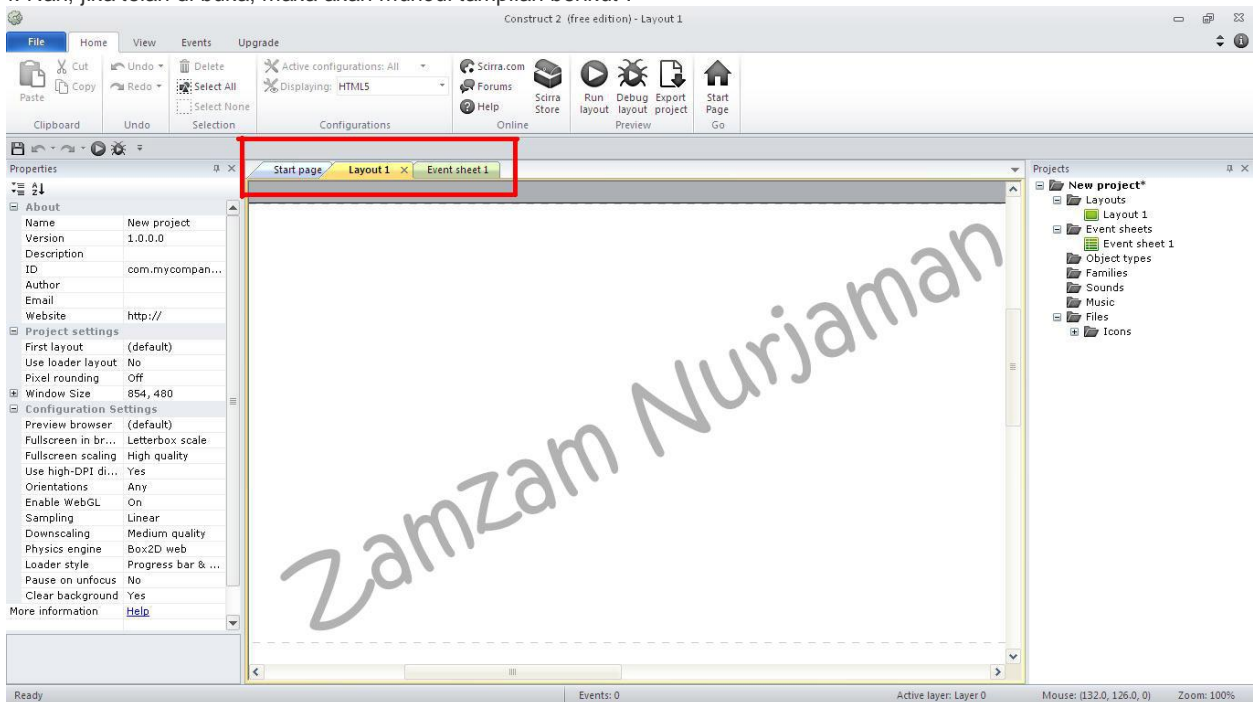 Construct 2 (free edition) - Layout 1
File Home View Events Upgrade
Paste
Cut
Copy
Clipboard
Undo
Redo
Undo
Delete
Select All
Select None
Selection
Active configurations: All
Displaying: HTML5
Configurations
Scirra.com
Forums
Help
Scirra Store
Online
Run layout
Debug layout
Export project
Preview
Start Page
Go
Properties
Start page Layout 1 Event sheet 1
About
Name New project
Version 1.0.0.0
Description
ID com.mycompan...
Author
Email
Website http://
Project settings
First layout (default)
Use loader layout No
Pixel rounding Off
Window Size 854, 480
Configuration Settings
Preview browser (default)
Fullscreen in br... Letterbox scale
Fullscreen scaling High quality
Use high-DPI di... Yes
Orientations Any
Enable WebGL On
Sampling Linear
Downscaling Medium quality
Physics engine Box2D web
Loader style Progress bar & ...
Pause on unfocus No
Clear background Yes
More information Help
Zamzam Nurjaman
Projects
New project*
Layouts
Layout 1
Event sheets
Event sheet 1
Object types
Families
Sounds
Music
Files
Icons
Ready Events: 0 Active layer: Layer 0 Mouse: (132.0, 126.0, 0) Zoom: 100%